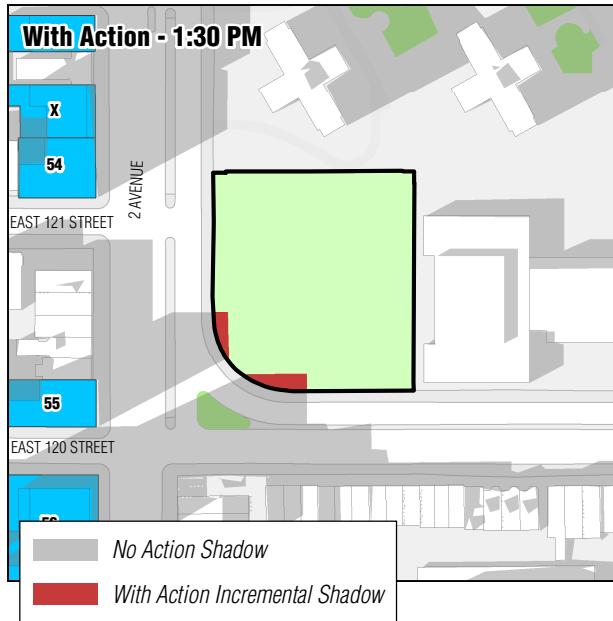 With Action - 1:30 PM
X
54
2 AVENUE
EAST 121 STREET
55
EAST 120 STREET
No Action Shadow
With Action Incremental Shadow